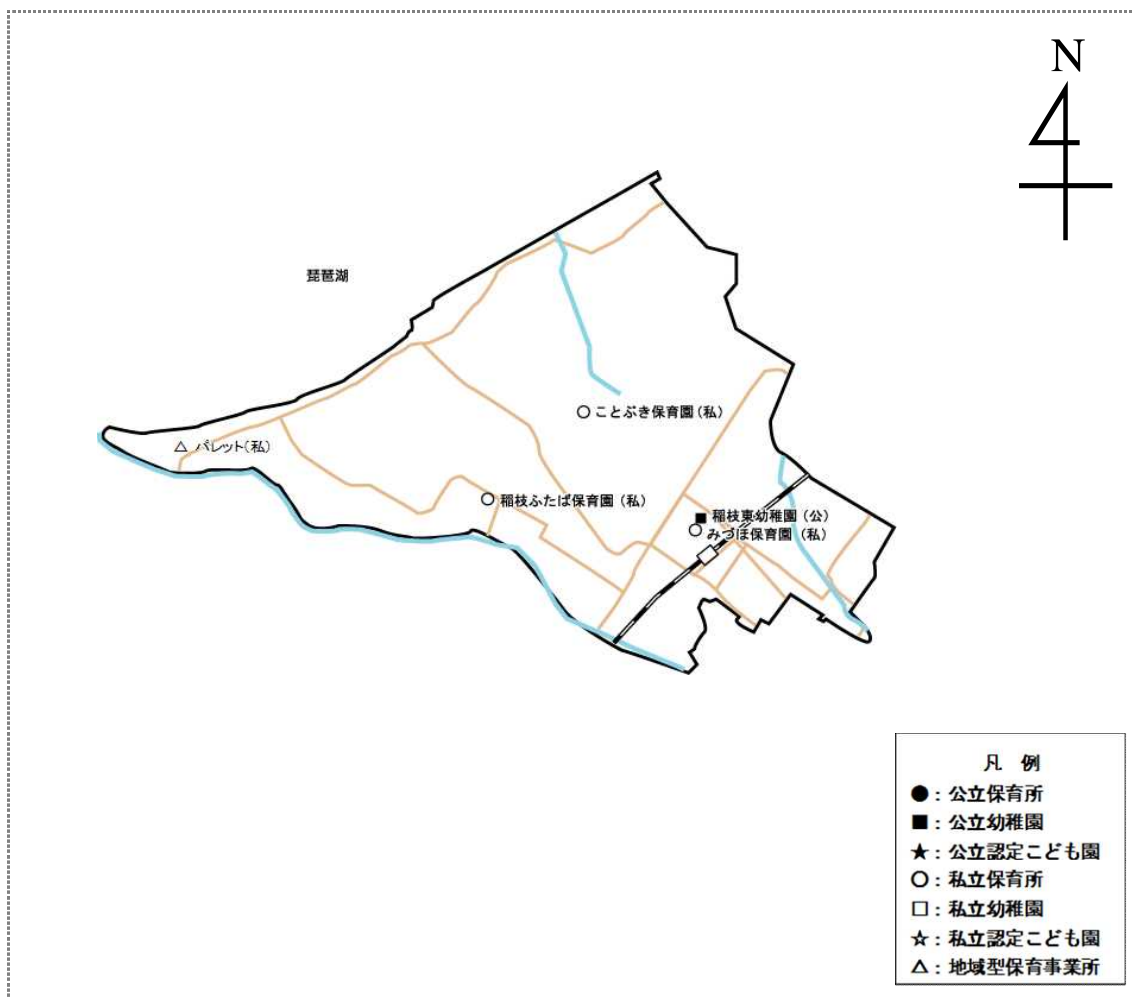 N
琵琶湖
○ ことぶき保育園（私）
△ パレット（私）
○ 稲枝ふたば保育園（私）
■ 稲枝東幼稚園（公）
○ みづほ保育園（私）
凡 例
●：公立保育所
■：公立幼稚園
★：公立認定こども園
○：私立保育所
□：私立幼稚園
☆：私立認定こども園
△：地域型保育事業所